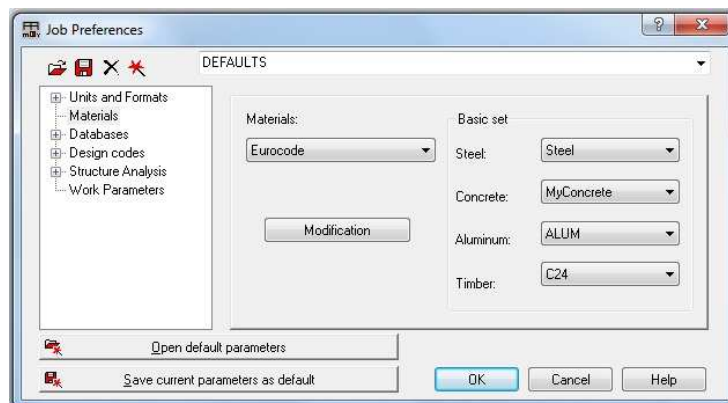 Job Preferences
DEFAULTS
Units and Formats
Materials
Databases
Design codes
Structure Analysis
Work Parameters
Materials:
Eurocode
Modification
Basic set
Steel: Steel
Concrete: MyConcrete
Aluminum: ALUM
Timber: C24
Open default parameters
Save current parameters as default
OK Cancel Help